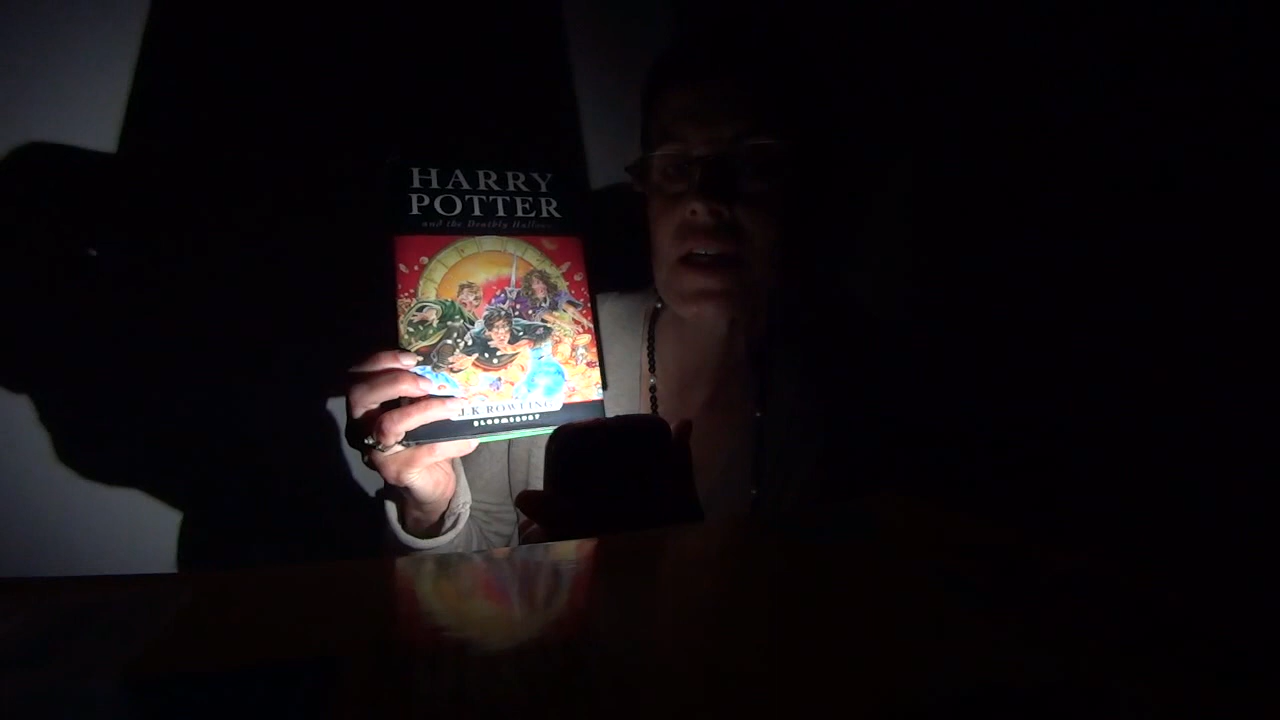 HARRY
POTTER
and the Deathly Hallows
J.K ROWLING
BLOOMSBURY